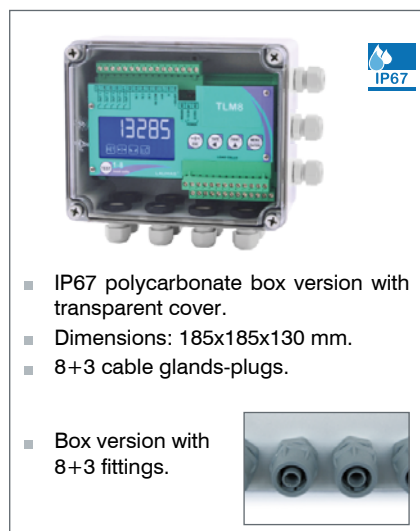 TLM8
IP67
13285
IP67 polycarbonate box version with
transparent cover.
Dimensions: 185x185x130 mm.
8+3 cable glands-plugs.
Box version with
8+3 fittings.